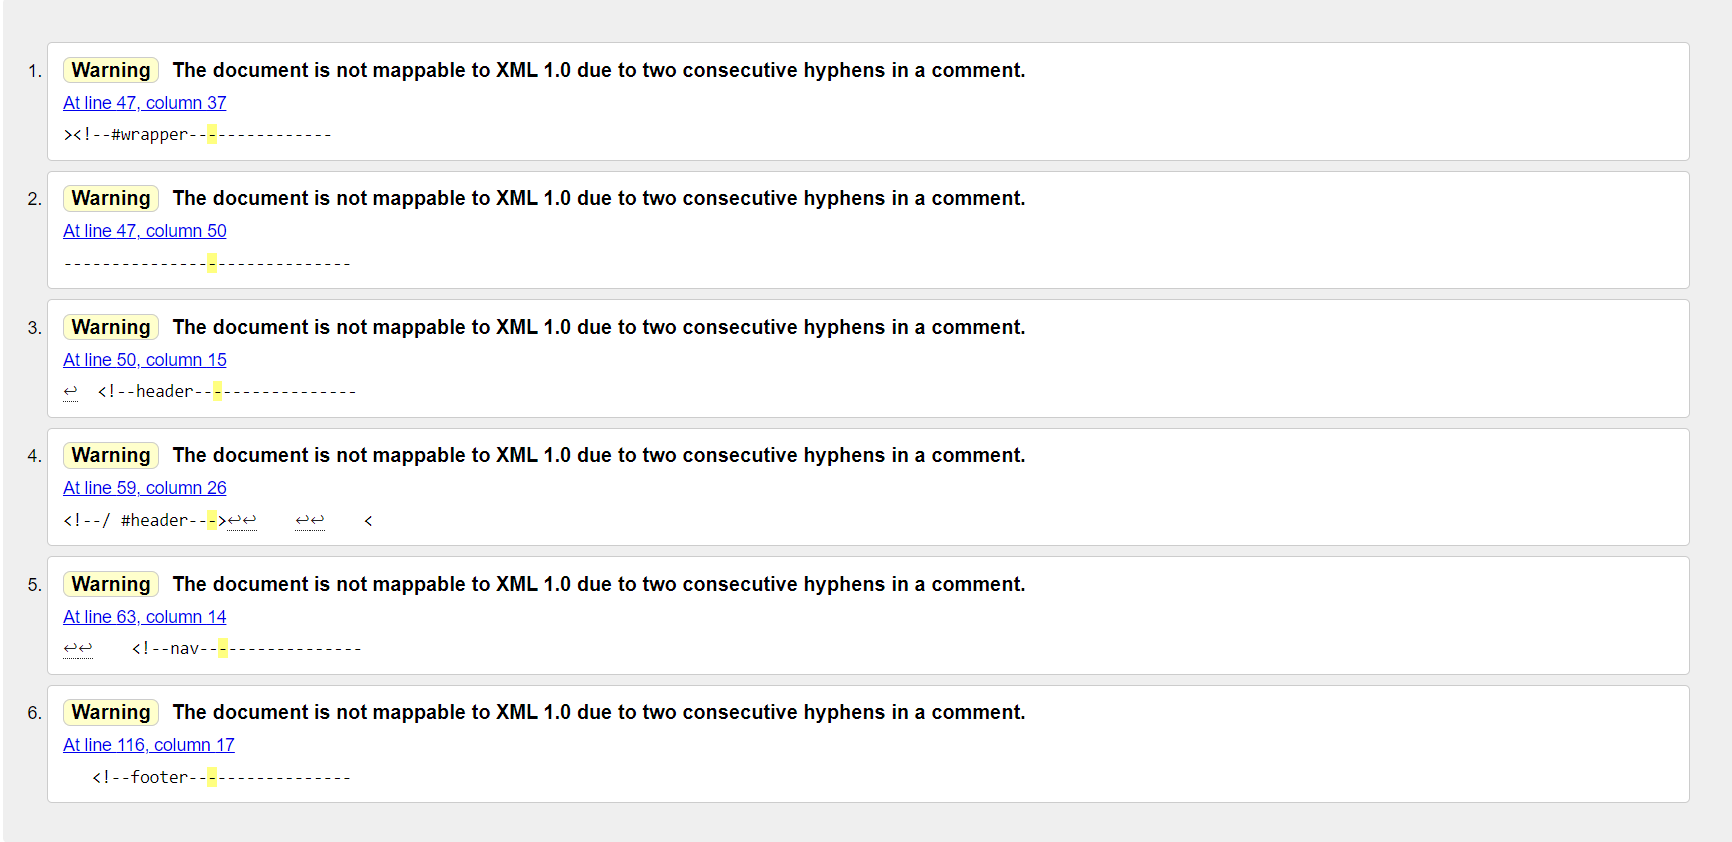 1. Warning The document is not mappable to XML 1.0 due to two consecutive hyphens in a comment.
At line 47, column 37
><!--#wrapper---------------
2. Warning The document is not mappable to XML 1.0 due to two consecutive hyphens in a comment.
At line 47, column 50
------------------------------
3. Warning The document is not mappable to XML 1.0 due to two consecutive hyphens in a comment.
At line 50, column 15
↩  <!--header-----------------
4. Warning The document is not mappable to XML 1.0 due to two consecutive hyphens in a comment.
At line 59, column 26
<!--/ #header--->↩↩    ↩↩    <
5. Warning The document is not mappable to XML 1.0 due to two consecutive hyphens in a comment.
At line 63, column 14
↩↩    <!--nav-----------------
6. Warning The document is not mappable to XML 1.0 due to two consecutive hyphens in a comment.
At line 116, column 17
<!--footer-----------------